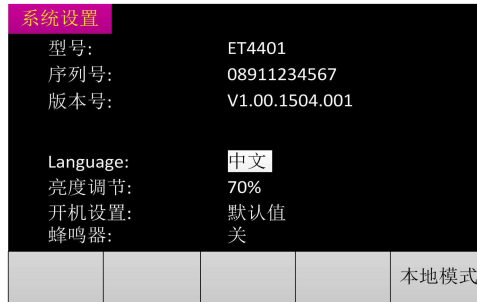 系统设置
型号: ET4401
序列号: 08911234567
版本号: V1.00.1504.001
Language: 中文
亮度调节: 70%
开机设置: 默认值
蜂鸣器: 关
本地模式